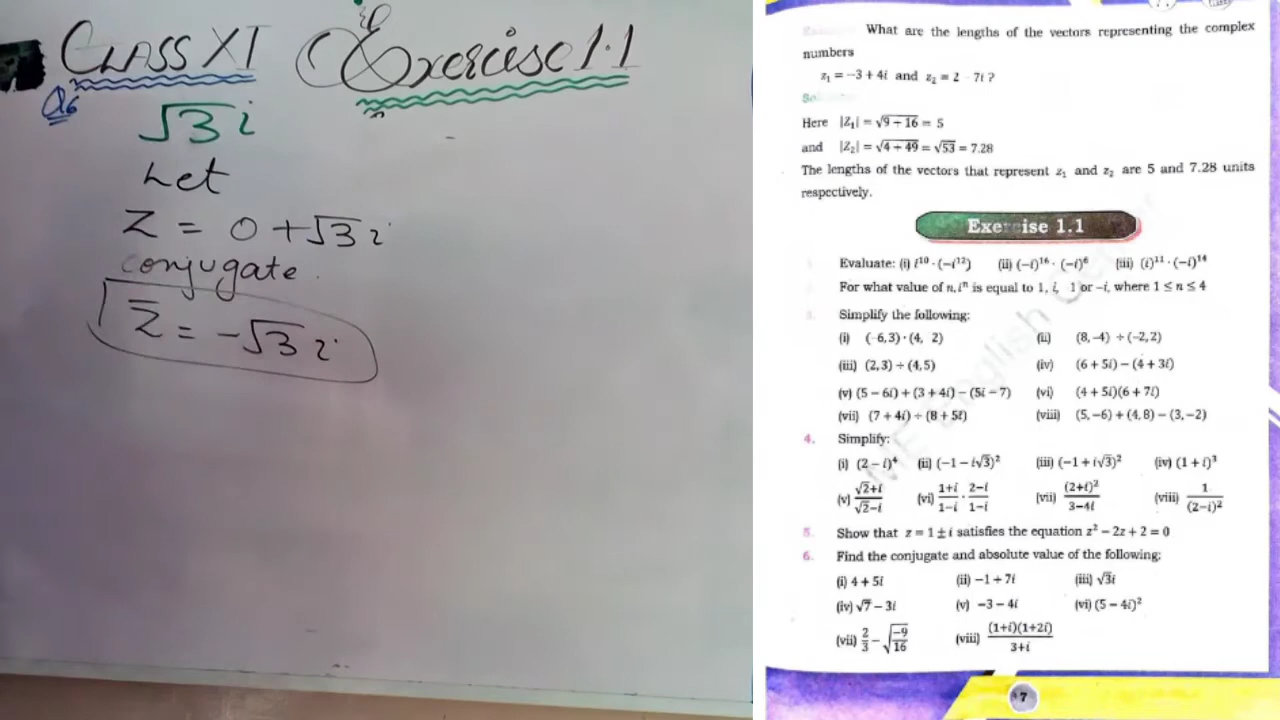 CLASS XI Exercise 1.1
Q6
√3 i
Let
Z = 0 + √3 i
conjugate.
Z̅ = -√3 i
What are the lengths of the vectors representing the complex
numbers
z₁ = −3 + 4i and z₂ = 2 7i ?
Here |Z₁| = √(9 + 16) = 5
and |Z₂| = √(4 + 49) = √53 = 7.28
The lengths of the vectors that represent z₁ and z₂ are 5 and 7.28 units
respectively.
Exercise 1.1
Evaluate: (i) i¹⁰ · (−i¹²) (ii) (−i)¹⁶ · (−i)⁶ (iii) (i)¹¹ · (−i)¹⁴
For what value of n, iⁿ is equal to 1, i, 1 or −i, where 1 ≤ n ≤ 4
3. Simplify the following:
(i) (6,3) · (4, 2) (ii) (8,−4) ÷ (−2,2)
(iii) (2,3) ÷ (4,5) (iv) (6 + 5i) − (4 + 3i)
(v) (5 − 6i) + (3 + 4i) − (5i − 7) (vi) (4 + 5i)(6 + 7i)
(vii) (7 + 4i) ÷ (8 + 5i) (viii) (5,−6) + (4,8) − (3,−2)
4. Simplify:
(i) (2 − i)⁴ (ii) (−1 − i√3)² (iii) (−1 + i√3)² (iv) (1 + i)³
(v) (√2+i)/(√2−i) (vi) (1+i)/(1−i) · (2−i)/(1−i) (vii) (2+i)²/(3−4i) (viii) 1/(2−i)²
5. Show that z = 1 ± i satisfies the equation z² − 2z + 2 = 0
6. Find the conjugate and absolute value of the following:
(i) 4 + 5i (ii) −1 + 7i (iii) √3i
(iv) √7 − 3i (v) −3 − 4i (vi) (5 − 4i)²
(vii) 2/3 − √(−9/16) (viii) (1+i)(1+2i)/(3+i)
7